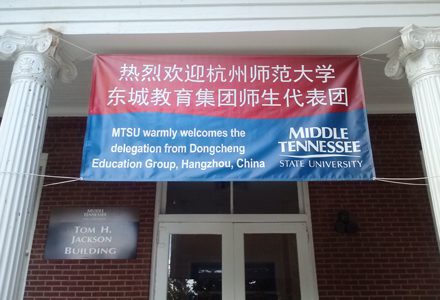 热烈欢迎杭州师范大学
东城教育集团师生代表团
MTSU warmly welcomes the
delegation from Dongcheng
Education Group, Hangzhou, China
MIDDLE
TENNESSEE
STATE UNIVERSITY
MIDDLE
TENNESSEE
TOM H.
JACKSON
BUILDING